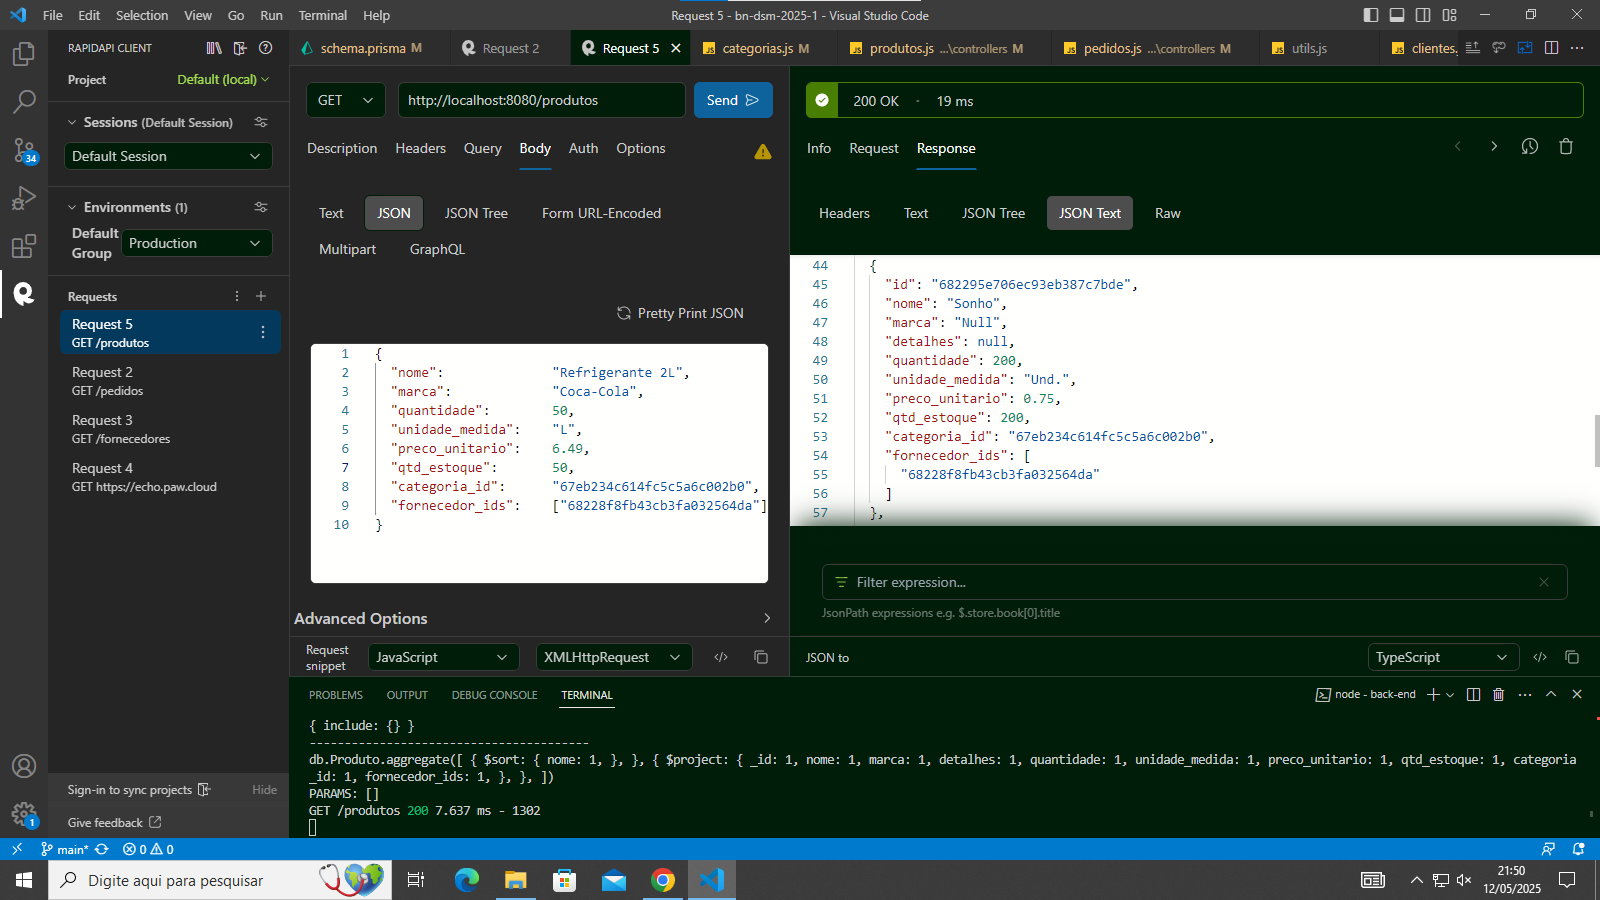 File Edit Selection View Go Run Terminal Help
Request 5 - bn-dsm-2025-1 - Visual Studio Code
RAPIDAPI CLIENT
schema.prisma M
Request 2
Request 5
categorias.js M
produtos.js ...\controllers M
pedidos.js ...\controllers M
utils.js
clientes.
Project
Default (local)
Sessions (Default Session)
Default Session
Environments (1)
Default Group
Production
Requests
Request 5
GET /produtos
Request 2
GET /pedidos
Request 3
GET /fornecedores
Request 4
GET https://echo.paw.cloud
Sign-in to sync projects
Hide
Give feedback
34
1
GET
http://localhost:8080/produtos
Send
Description Headers Query Body Auth Options
Text JSON JSON Tree Form URL-Encoded
Multipart GraphQL
Pretty Print JSON
1 {
2 "nome": "Refrigerante 2L",
3 "marca": "Coca-Cola",
4 "quantidade": 50,
5 "unidade_medida": "L",
6 "preco_unitario": 6.49,
7 "qtd_estoque": 50,
8 "categoria_id": "67eb234c614fc5c5a6c002b0",
9 "fornecedor_ids": ["68228f8fb43cb3fa032564da"]
10 }
Advanced Options
Request snippet
JavaScript
XMLHttpRequest
200 OK - 19 ms
Info Request Response
Headers Text JSON Tree JSON Text Raw
44 {
45 "id": "682295e706ec93eb387c7bde",
46 "nome": "Sonho",
47 "marca": "Null",
48 "detalhes": null,
49 "quantidade": 200,
50 "unidade_medida": "Und.",
51 "preco_unitario": 0.75,
52 "qtd_estoque": 200,
53 "categoria_id": "67eb234c614fc5c5a6c002b0",
54 "fornecedor_ids": [
55 "68228f8fb43cb3fa032564da"
56 ]
57 },
Filter expression...
JsonPath expressions e.g. $.store.book[0].title
JSON to
TypeScript
PROBLEMS OUTPUT DEBUG CONSOLE TERMINAL
node - back-end
{ include: {} }
----------------------------------------
db.Produto.aggregate([ { $sort: { nome: 1, }, }, { $project: { _id: 1, nome: 1, marca: 1, detalhes: 1, quantidade: 1, unidade_medida: 1, preco_unitario: 1, qtd_estoque: 1, categoria
_id: 1, fornecedor_ids: 1, }, }, ])
PARAMS: []
GET /produtos 200 7.637 ms - 1302
main* 0 0
Digite aqui para pesquisar
21:50
12/05/2025